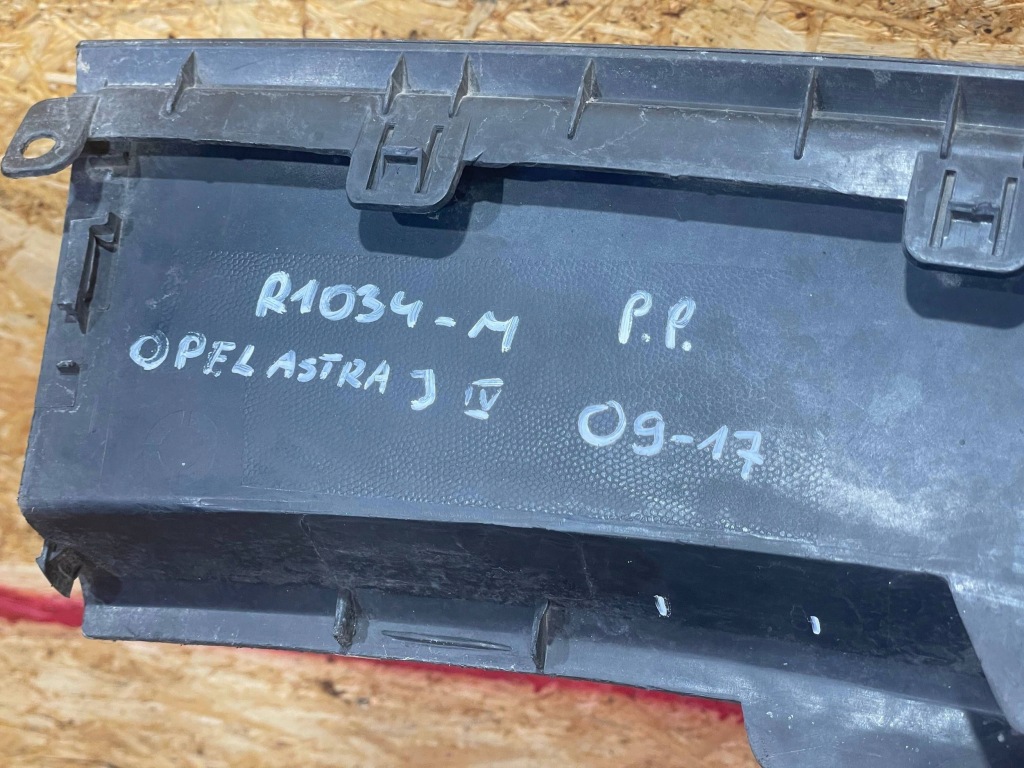 R1034-M P.P.
OPEL ASTRA J IV
09-17